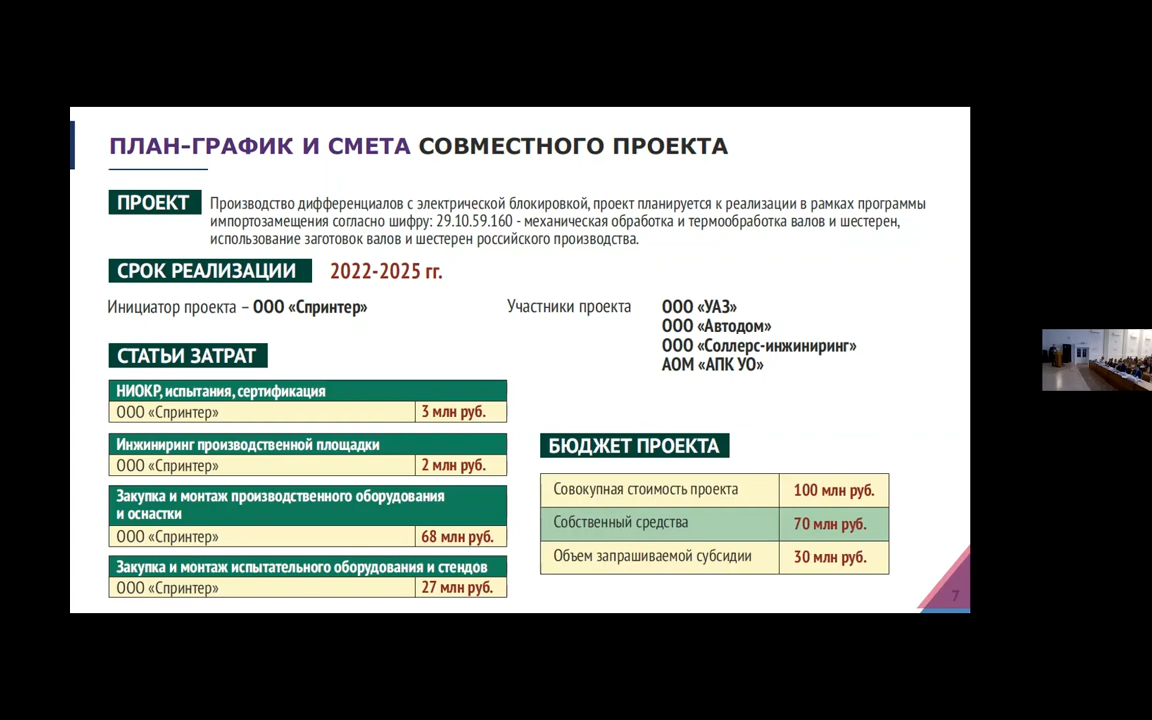 ПЛАН-ГРАФИК И СМЕТА СОВМЕСТНОГО ПРОЕКТА
ПРОЕКТ
Производство дифференциалов с электрической блокировкой, проект планируется к реализации в рамках программы
импортозамещения согласно шифру: 29.10.59.160 - механическая обработка и термообработка валов и шестерен,
использование заготовок валов и шестерен российского производства.
СРОК РЕАЛИЗАЦИИ 2022-2025 гг.
Инициатор проекта – ООО «Спринтер»
Участники проекта
ООО «УАЗ»
ООО «Автодом»
ООО «Соллерс-инжиниринг»
АОМ «АПК УО»
СТАТЬИ ЗАТРАТ
НИОКР, испытания, сертификация
ООО «Спринтер» 3 млн руб.
Инжиниринг производственной площадки
ООО «Спринтер» 2 млн руб.
Закупка и монтаж производственного оборудования
и оснастки
ООО «Спринтер» 68 млн руб.
Закупка и монтаж испытательного оборудования и стендов
ООО «Спринтер» 27 млн руб.
БЮДЖЕТ ПРОЕКТА
Совокупная стоимость проекта 100 млн руб.
Собственный средства 70 млн руб.
Объем запрашиваемой субсидии 30 млн руб.
7